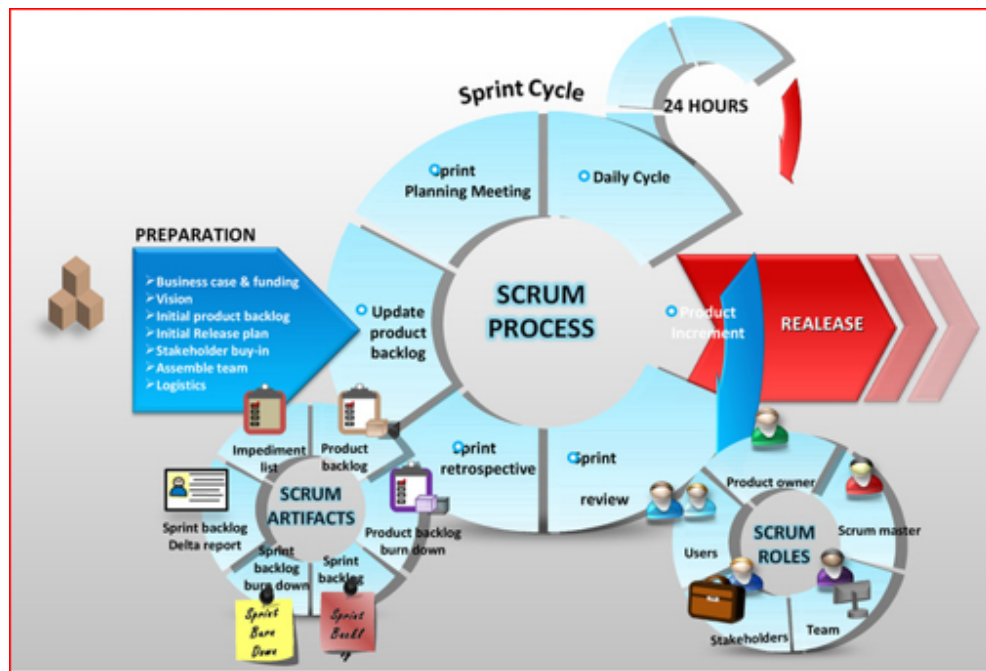 Sprint Cycle
24 HOURS
Sprint
Planning Meeting
Daily Cycle
PREPARATION
Business case & funding
Vision
Initial product backlog
Initial Release plan
Stakeholder buy-in
Assemble team
Logistics
Update
product
backlog
SCRUM
PROCESS
Product
Increment
REALEASE
Sprint
retrospective
Sprint
review
Impediment
list
Product
backlog
SCRUM
ARTIFACTS
Sprint backlog
Delta report
Product backlog
burn down
Sprint
backlog
burn down
Sprint
backlog
Sprint
Burn
Down
Sprint
Product owner
Scrum master
SCRUM
ROLES
Users
Stakeholders
Team